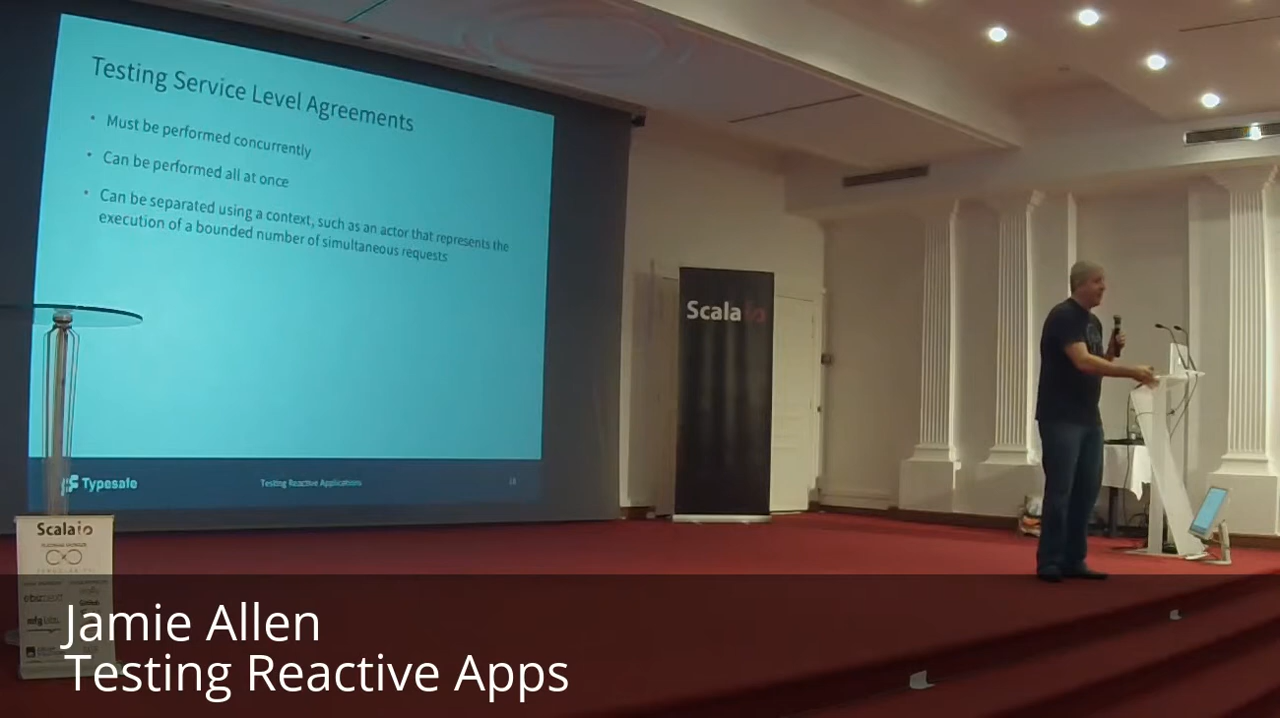 Testing Service Level Agreements
• Must be performed concurrently
• Can be performed all at once
• Can be separated using a context, such as an actor that represents the
execution of a bounded number of simultaneous requests
Typesafe
Testing Reactive Applications
Scala io
Scala io
Jamie Allen
Testing Reactive Apps